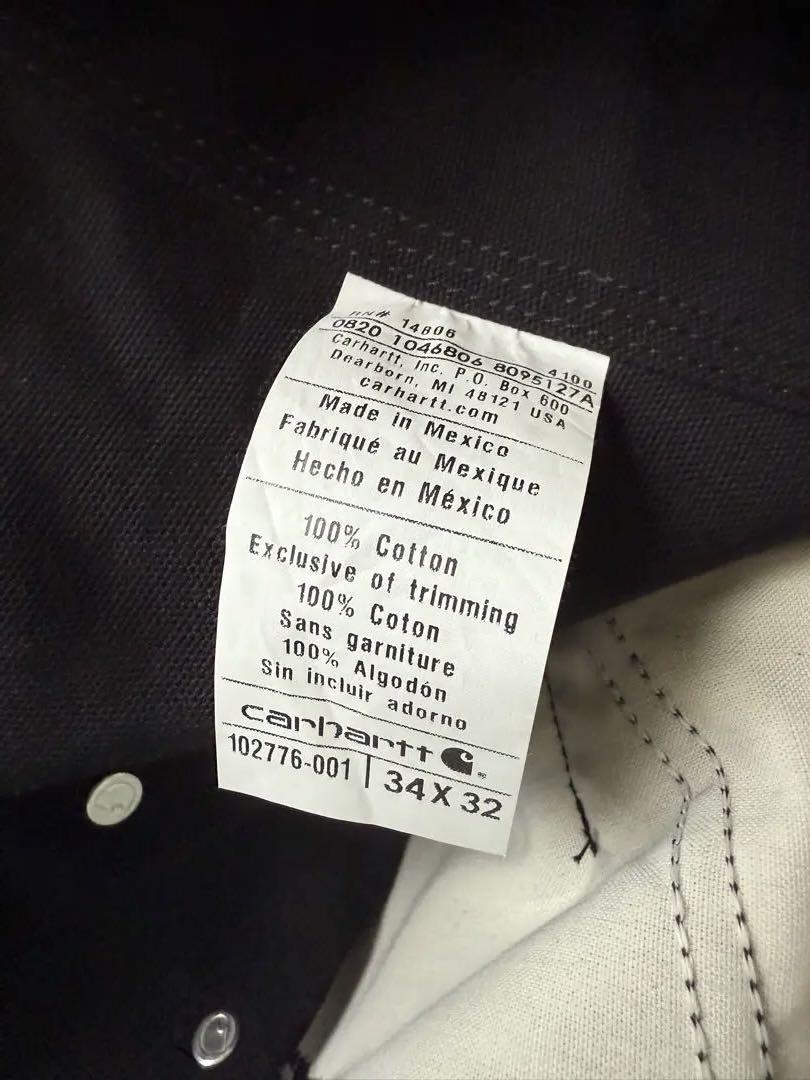 RN# 14806
4100
0820 1046806 8095127A
Carhartt, Inc. P.O. Box 600
Dearborn, MI 48121 USA
carhartt.com
Made in Mexico
Fabriqué au Mexique
Hecho en México
100% Cotton
Exclusive of trimming
100% Coton
Sans garniture
100% Algodón
Sin incluir adorno
carhartt
102776-001 | 34 X 32